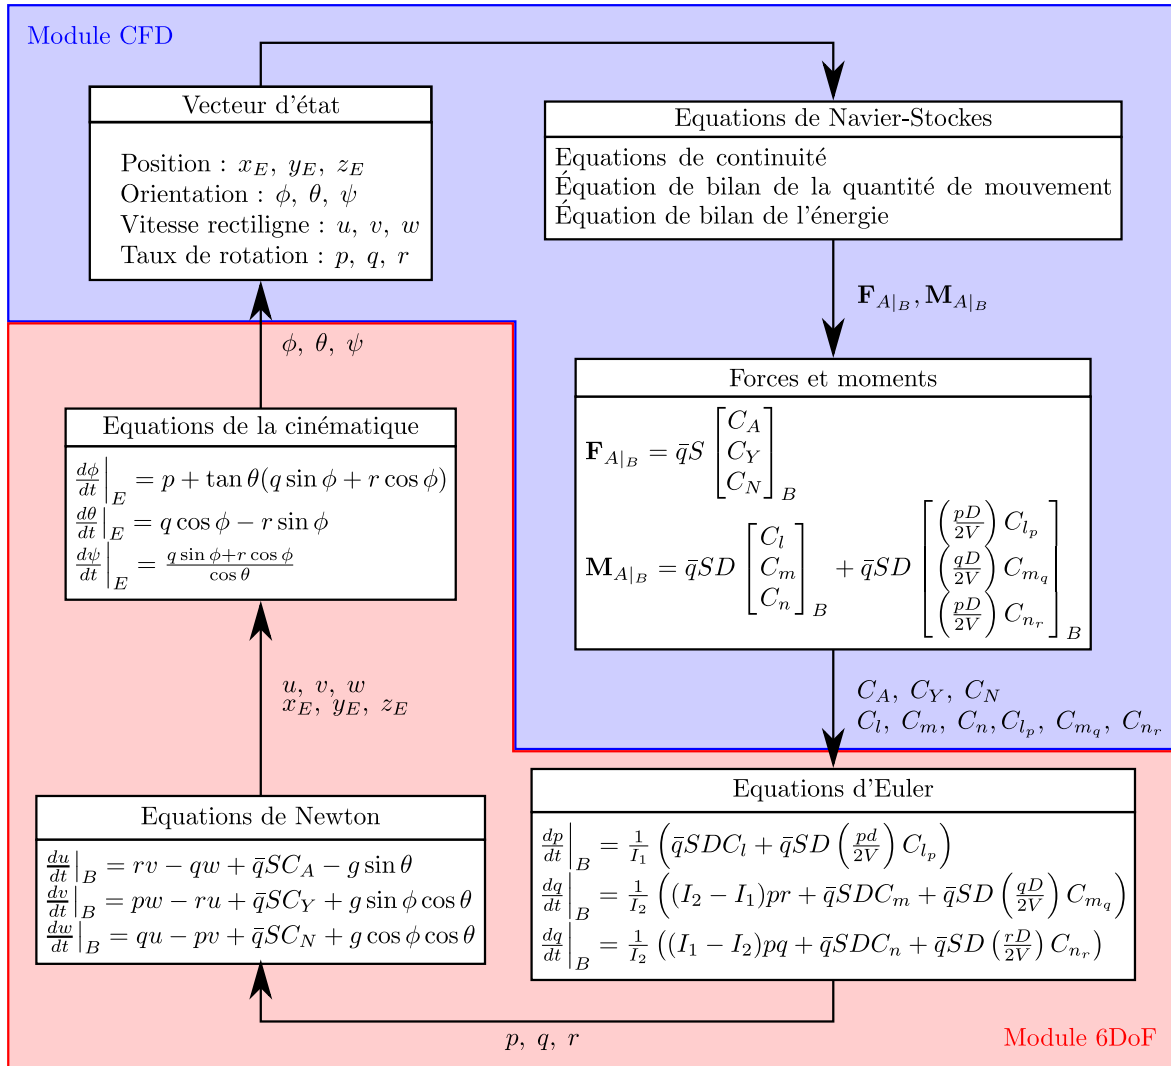 Module CFD
Vecteur d'état
Position : x_E, y_E, z_E
Orientation : ϕ, θ, ψ
Vitesse rectiligne : u, v, w
Taux de rotation : p, q, r
Equations de Navier-Stockes
Equations de continuité
Équation de bilan de la quantité de mouvement
Équation de bilan de l'énergie
𝐅_{A|_B}, 𝐌_{A|_B}
Forces et moments
𝐅_{A|_B} = q̄S [C_A C_Y C_N]_B
𝐌_{A|_B} = q̄SD [C_l C_m C_n]_B + q̄SD [(pD/2V) C_{l_p} (qD/2V) C_{m_q} (pD/2V) C_{n_r}]_B
C_A, C_Y, C_N
C_l, C_m, C_n, C_{l_p}, C_{m_q}, C_{n_r}
Equations d'Euler
dp/dt|_B = 1/I_1 (q̄SDC_l + q̄SD (pd/2V) C_{l_p})
dq/dt|_B = 1/I_2 ((I_2 − I_1)pr + q̄SDC_m + q̄SD (qD/2V) C_{m_q})
dq/dt|_B = 1/I_2 ((I_1 − I_2)pq + q̄SDC_n + q̄SD (rD/2V) C_{n_r})
p, q, r
Module 6DoF
Equations de Newton
du/dt|_B = rv − qw + q̄SC_A − g sin θ
dv/dt|_B = pw − ru + q̄SC_Y + g sin ϕ cos θ
dw/dt|_B = qu − pv + q̄SC_N + g cos ϕ cos θ
u, v, w
x_E, y_E, z_E
Equations de la cinématique
dϕ/dt|_E = p + tan θ(q sin ϕ + r cos ϕ)
dθ/dt|_E = q cos ϕ − r sin ϕ
dψ/dt|_E = (q sin ϕ+r cos ϕ)/cos θ
ϕ, θ, ψ